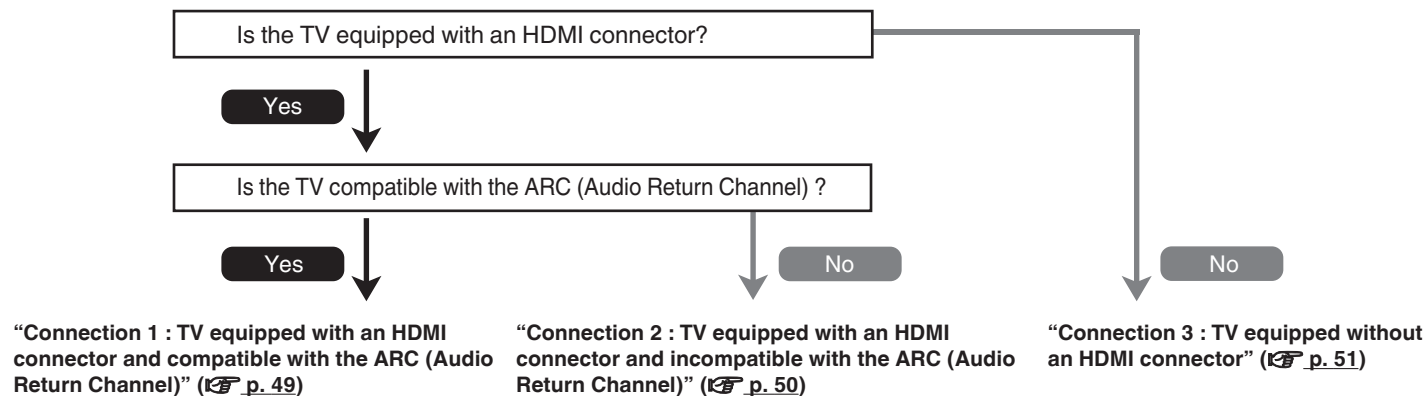 Is the TV equipped with an HDMI connector?
Yes
Is the TV compatible with the ARC (Audio Return Channel) ?
Yes
No
No
“Connection 1 : TV equipped with an HDMI
connector and compatible with the ARC (Audio
Return Channel)” (☞ p. 49)
“Connection 2 : TV equipped with an HDMI
connector and incompatible with the ARC (Audio
Return Channel)” (☞ p. 50)
“Connection 3 : TV equipped without
an HDMI connector” (☞ p. 51)